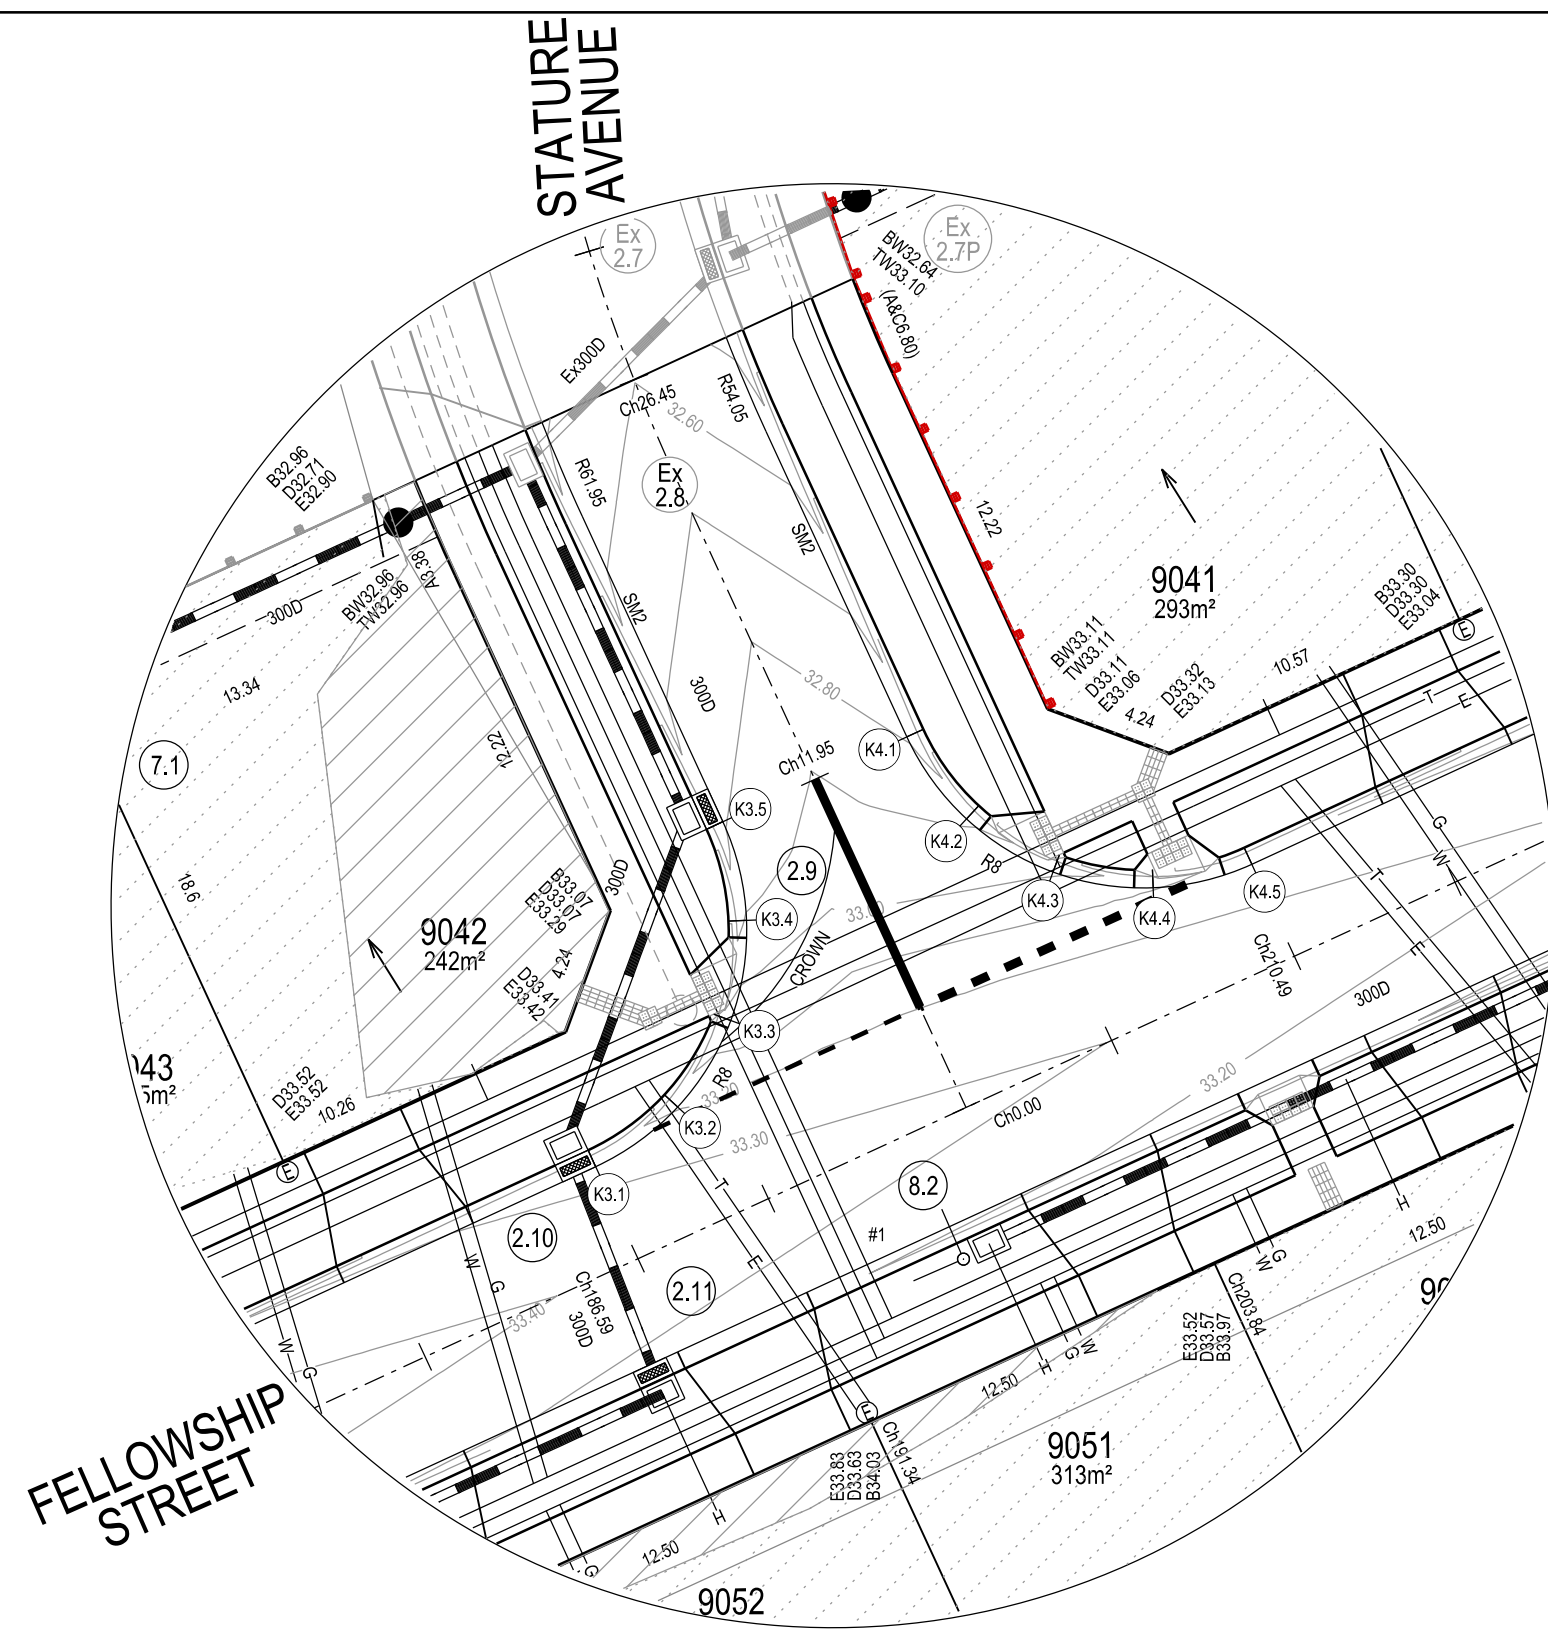 STATURE
AVENUE
Ex
2.7
Ex
2.7P
BW32.64
TW33.10
(A&C6.80)
Ex300D
Ch26.45
R54.05
32.60
B32.96
D32.71
E32.90
R61.95
Ex
2.8
SM2
12.22
9041
293m²
B33.30
D33.30
E33.04
E
A3.38
BW32.96
TW32.96
300D
SM2
BW33.11
TW33.11
D33.11
E33.06
D33.32
E33.13
4.24
10.57
T
E
13.34
300D
32.80
7.1
12.22
Ch11.95
K4.1
K3.5
K4.2
G
W
18.6
300D
B33.07
D33.07
E33.29
2.9
R8
K4.3
K4.4
K4.5
T
9042
242m²
4.24
D33.41
E33.42
K3.4
CROWN
E
Ch210.49
300D
K3.3
043
5m²
D33.52
E33.52
10.26
R8
33.20
K3.2
33.30
Ch0.00
33.20
E
K3.1
T
8.2
H
2.10
#1
12.50
W
G
E
G
W
Ch186.59
300D
2.11
33.40
Ch203.84
E33.52
D33.57
B33.97
90
W
G
W
G
H
12.50
FELLOWSHIP
STREET
E
Ch191.34
E33.83
D33.63
B34.03
9051
313m²
H
12.50
G
9052